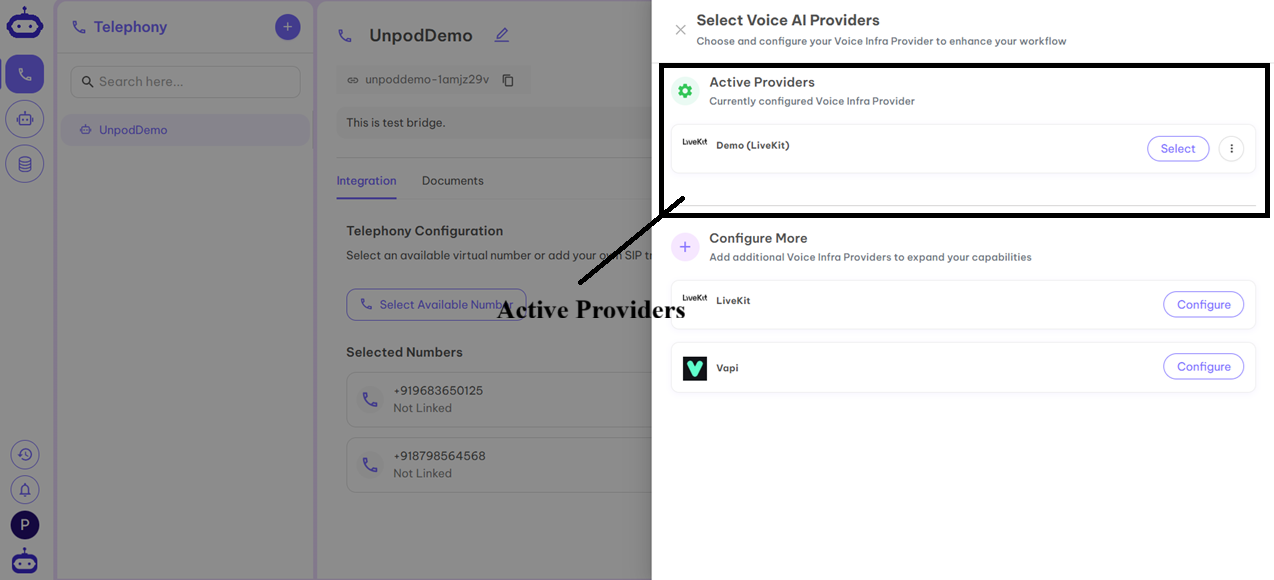 Telephony
+
Search here...
UnpodDemo
P
UnpodDemo
unpoddemo-1amjz29v
This is test bridge.
Integration
Documents
Telephony Configuration
Select an available virtual number or add your own SIP tr
Select Available Number
Selected Numbers
+919683650125
Not Linked
+918798564568
Not Linked
Active Providers
Select Voice AI Providers
Choose and configure your Voice Infra Provider to enhance your workflow
Active Providers
Currently configured Voice Infra Provider
LiveKit
Demo (LiveKit)
Select
Configure More
Add additional Voice Infra Providers to expand your capabilities
LiveKit
LiveKit
Configure
Vapi
Configure